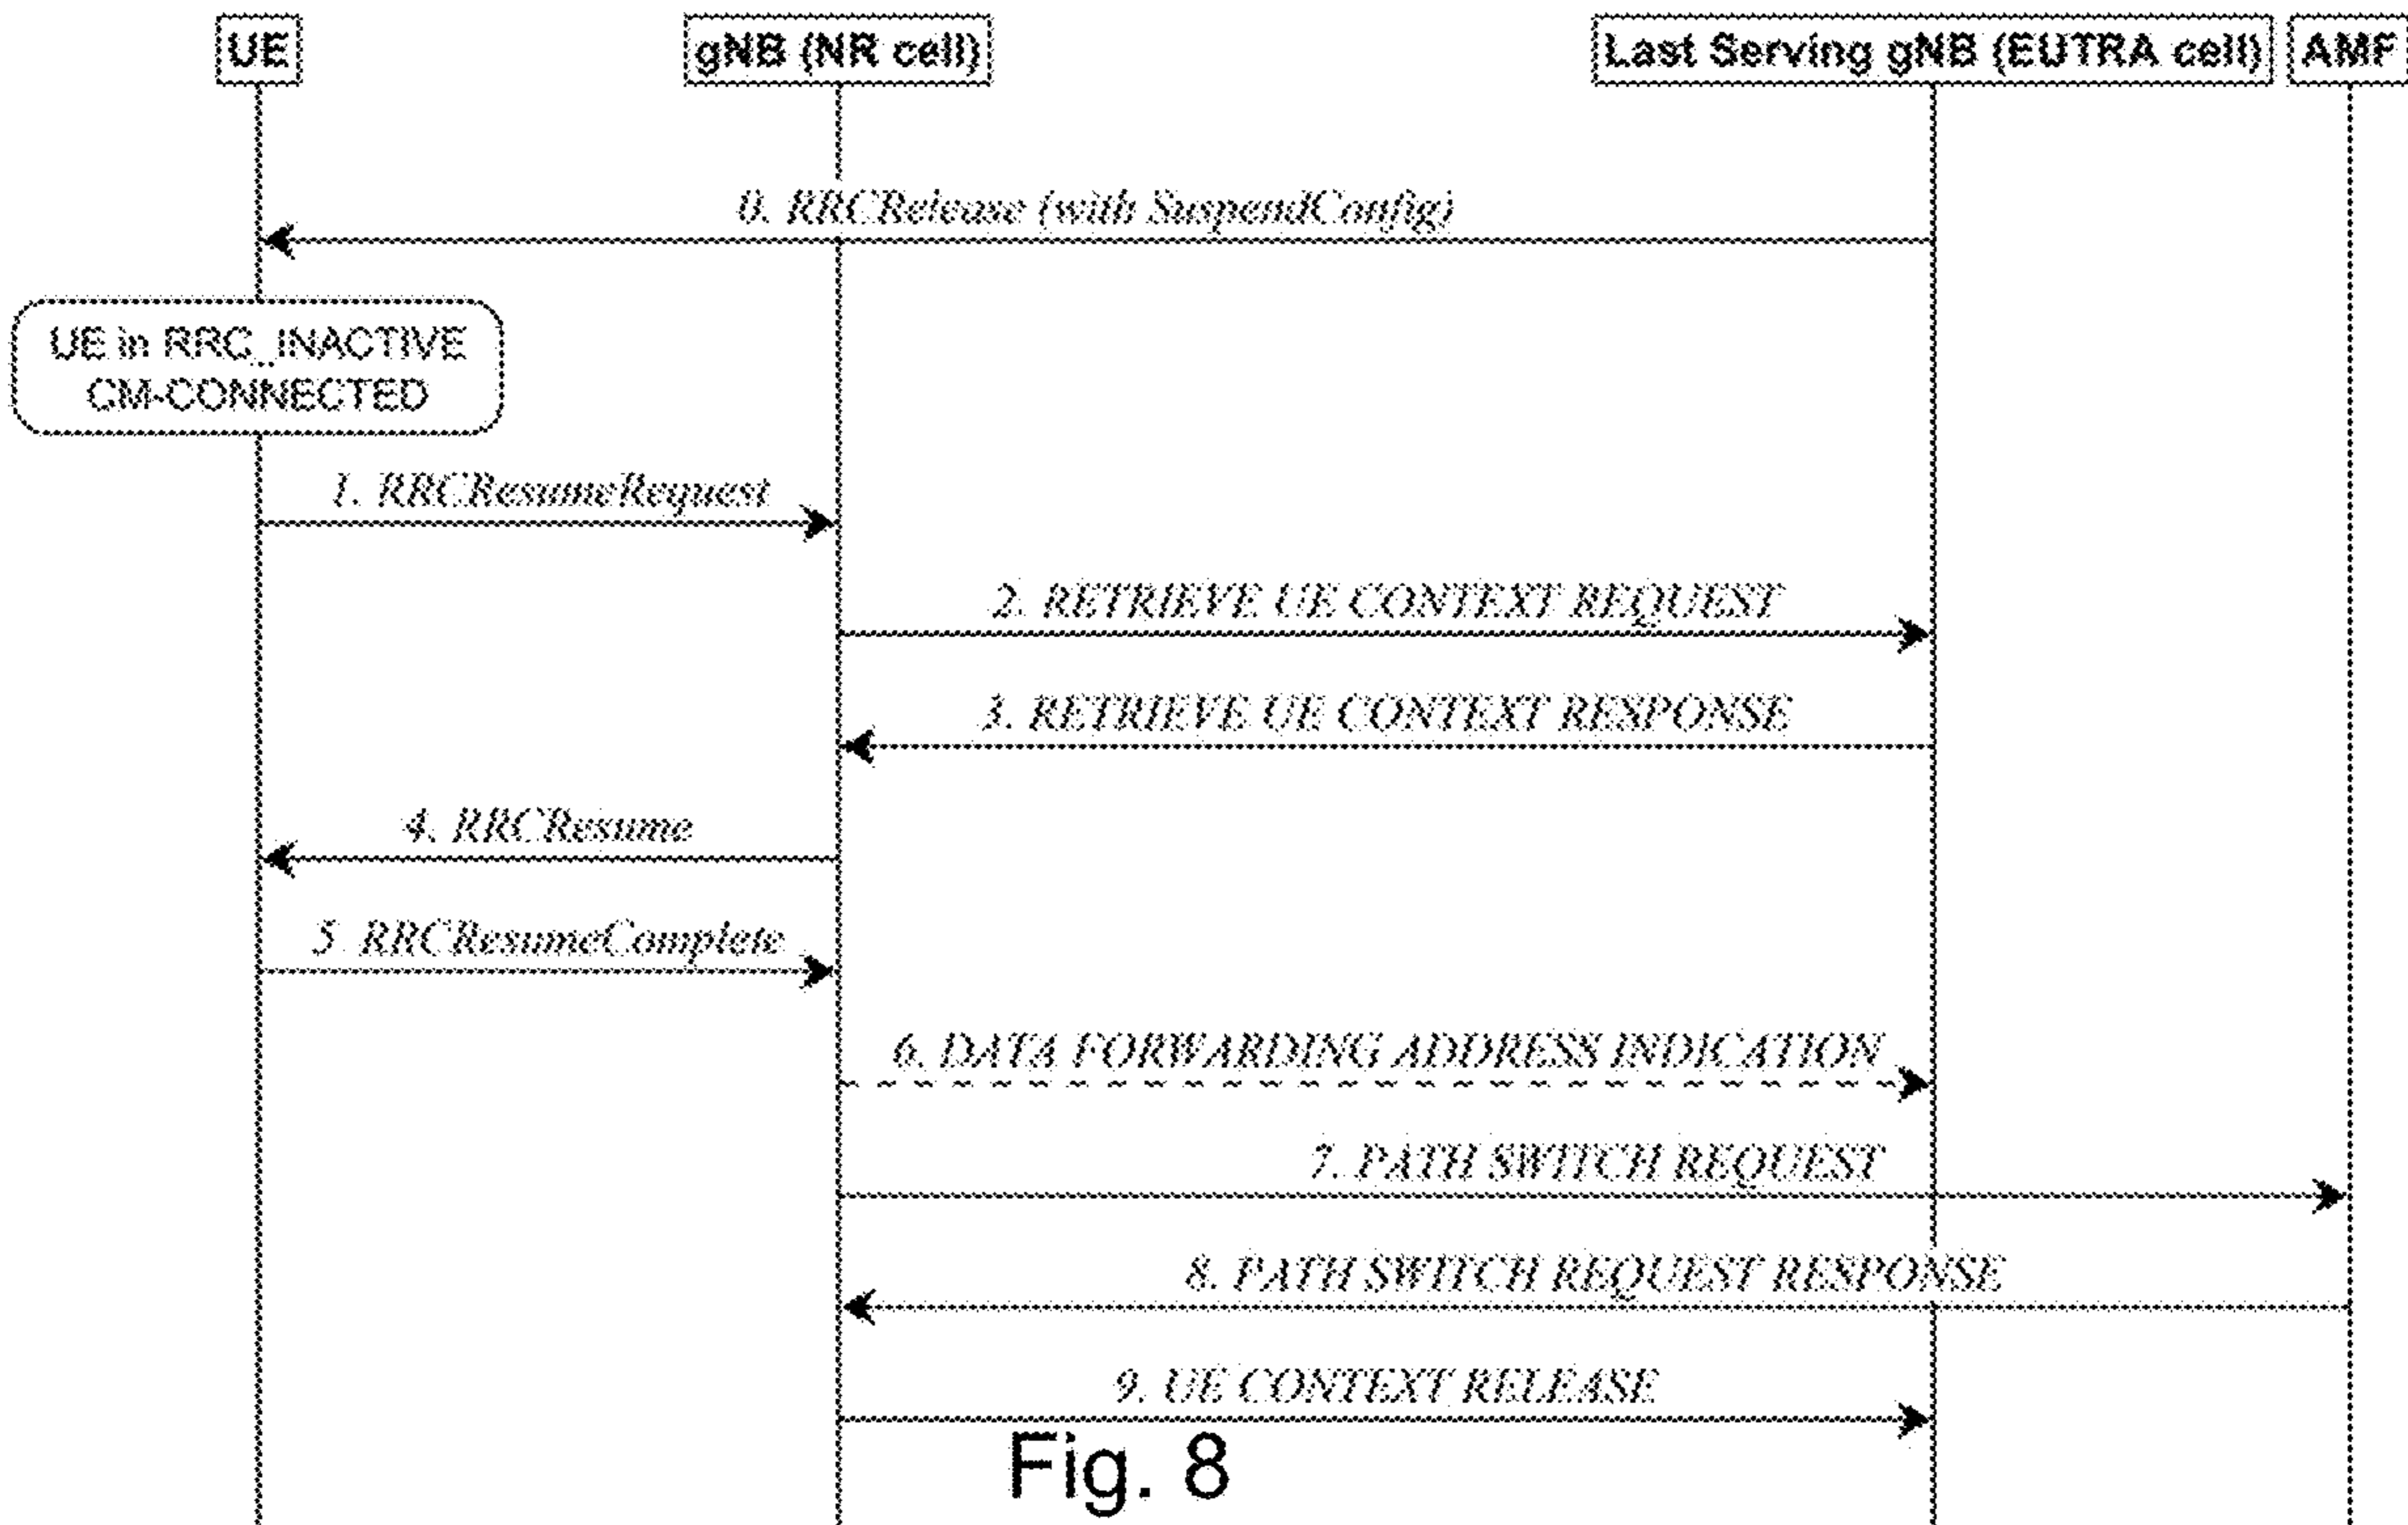 UE
gNB (NR cell)
Last Serving gNB (EUTRA cell)
AMF
0. RRCRelease (with SuspendConfig)
UE in RRC_INACTIVE
CM-CONNECTED
1. RRCResumeRequest
2. RETRIEVE UE CONTEXT REQUEST
3. RETRIEVE UE CONTEXT RESPONSE
4. RRCResume
5. RRCResumeComplete
6. DATA FORWARDING ADDRESS INDICATION
7. PATH SWITCH REQUEST
8. PATH SWITCH REQUEST RESPONSE
9. UE CONTEXT RELEASE
Fig. 8